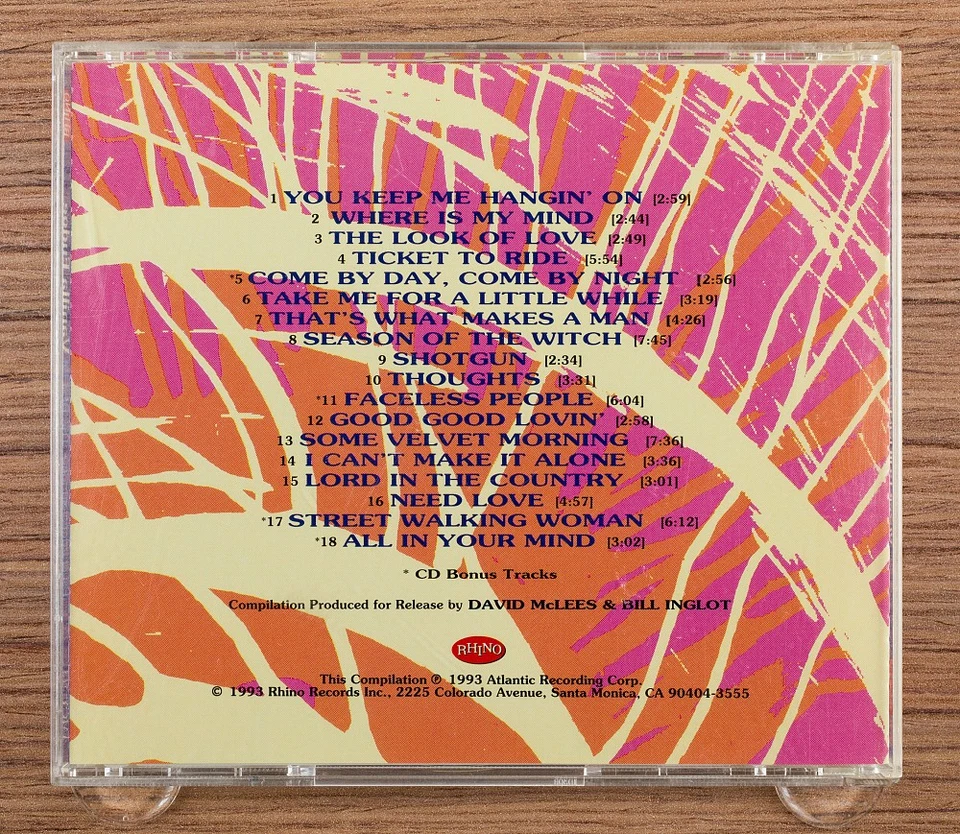 1 YOU KEEP ME HANGIN' ON [2:59]
2 WHERE IS MY MIND [2:44]
3 THE LOOK OF LOVE [2:49]
4 TICKET TO RIDE [5:54]
*5 COME BY DAY, COME BY NIGHT [2:56]
6 TAKE ME FOR A LITTLE WHILE [3:19]
7 THAT'S WHAT MAKES A MAN [4:26]
8 SEASON OF THE WITCH [7:45]
9 SHOTGUN [2:34]
10 THOUGHTS [3:31]
*11 FACELESS PEOPLE [6:04]
12 GOOD GOOD LOVIN' [2:58]
13 SOME VELVET MORNING [7:36]
14 I CAN'T MAKE IT ALONE [3:36]
15 LORD IN THE COUNTRY [3:01]
16 NEED LOVE [4:57]
*17 STREET WALKING WOMAN [6:12]
*18 ALL IN YOUR MIND [3:02]
* CD Bonus Tracks
Compilation Produced for Release by DAVID McLEES & BILL INGLOT
RHINO
This Compilation ℗ 1993 Atlantic Recording Corp.
© 1993 Rhino Records Inc., 2225 Colorado Avenue, Santa Monica, CA 90404-3555